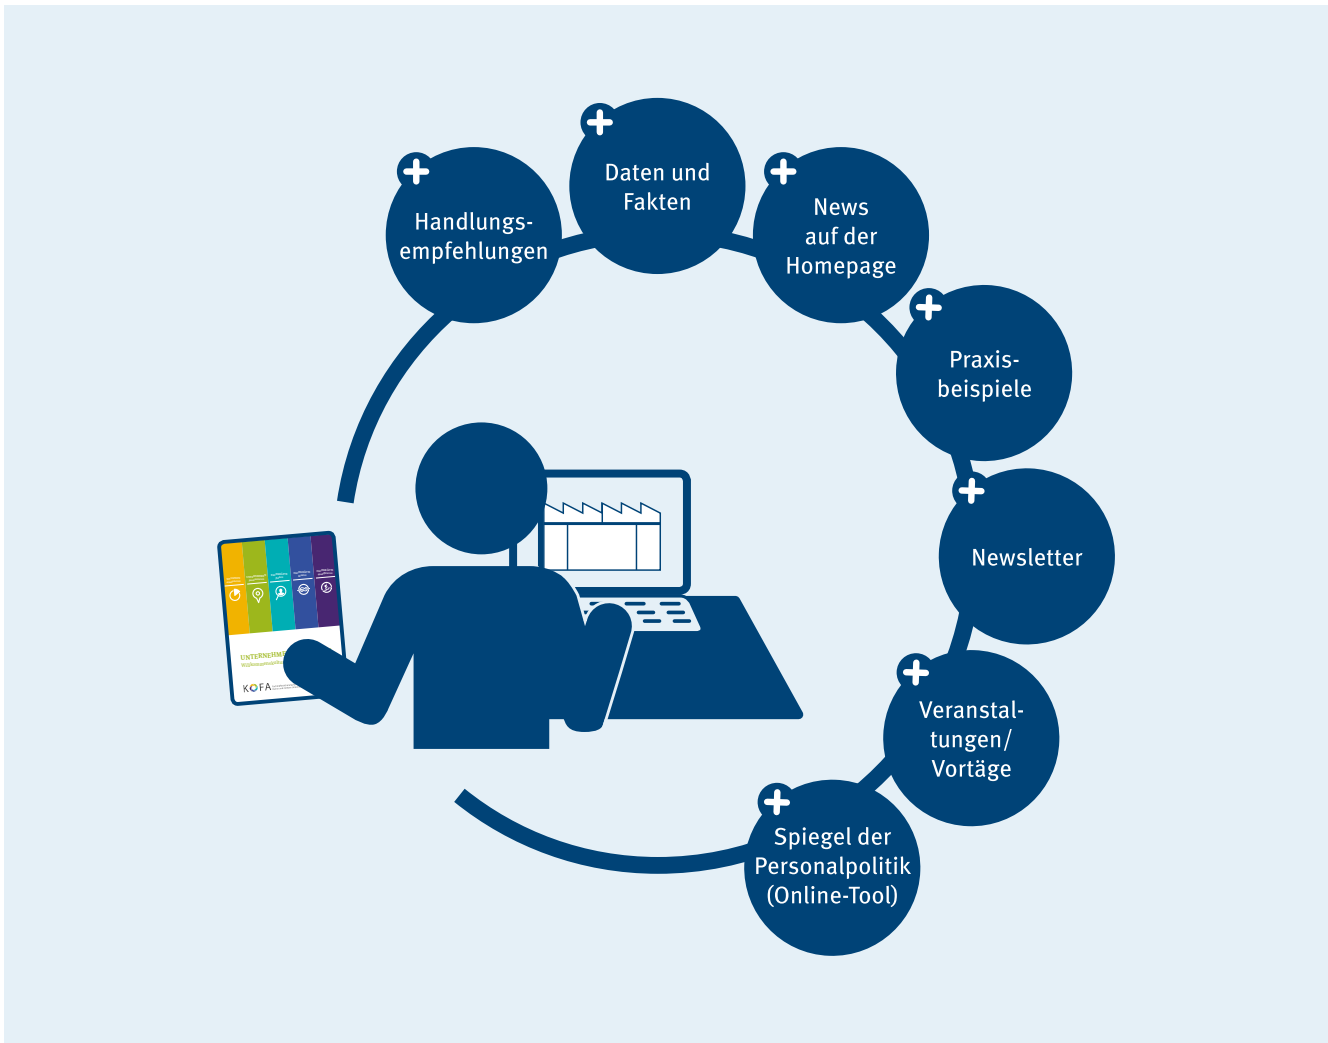 Handlungs-
empfehlungen
Daten und
Fakten
News
auf der
Homepage
Praxis-
beispiele
Newsletter
Veranstal-
tungen/
Vortäge
Spiegel der
Personalpolitik
(Online-Tool)
KOFA